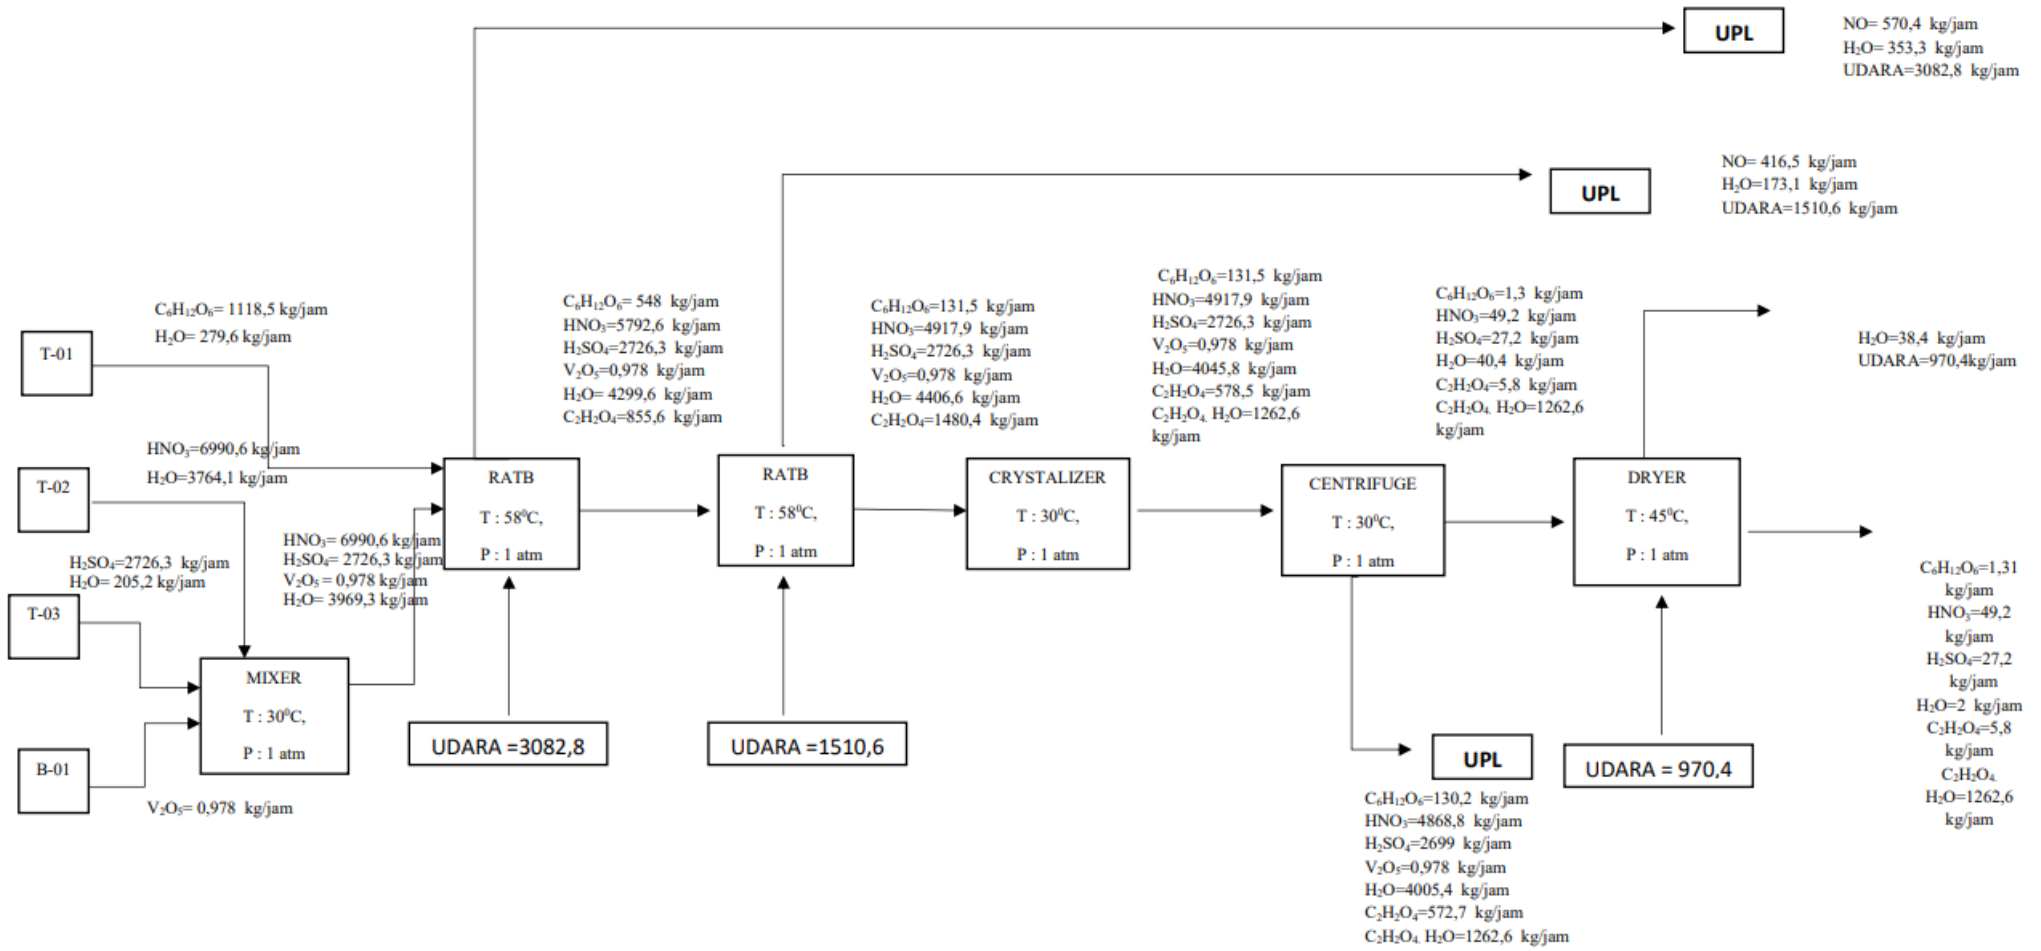 UPL
NO= 570,4 kg/jam
H₂O= 353,3 kg/jam
UDARA=3082,8 kg/jam
UPL
NO= 416,5 kg/jam
H₂O=173,1 kg/jam
UDARA=1510,6 kg/jam
C₆H₁₂O₆= 1118,5 kg/jam
H₂O= 279,6 kg/jam
T-01
HNO₃=6990,6 kg/jam
H₂O=3764,1 kg/jam
T-02
H₂SO₄=2726,3 kg/jam
H₂O= 205,2 kg/jam
T-03
B-01
V₂O₅= 0,978 kg/jam
MIXER
T : 30⁰C,
P : 1 atm
HNO₃= 6990,6 kg/jam
H₂SO₄= 2726,3 kg/jam
V₂O₅ = 0,978 kg/jam
H₂O= 3969,3 kg/jam
RATB
T : 58⁰C,
P : 1 atm
UDARA =3082,8
C₆H₁₂O₆= 548 kg/jam
HNO₃=5792,6 kg/jam
H₂SO₄=2726,3 kg/jam
V₂O₅=0,978 kg/jam
H₂O= 4299,6 kg/jam
C₂H₂O₄=855,6 kg/jam
RATB
T : 58⁰C,
P : 1 atm
UDARA =1510,6
C₆H₁₂O₆=131,5 kg/jam
HNO₃=4917,9 kg/jam
H₂SO₄=2726,3 kg/jam
V₂O₅=0,978 kg/jam
H₂O= 4406,6 kg/jam
C₂H₂O₄=1480,4 kg/jam
CRYSTALIZER
T : 30⁰C,
P : 1 atm
C₆H₁₂O₆=131,5 kg/jam
HNO₃=4917,9 kg/jam
H₂SO₄=2726,3 kg/jam
V₂O₅=0,978 kg/jam
H₂O=4045,8 kg/jam
C₂H₂O₄=578,5 kg/jam
C₂H₂O₄. H₂O=1262,6
kg/jam
CENTRIFUGE
T : 30⁰C,
P : 1 atm
UPL
C₆H₁₂O₆=130,2 kg/jam
HNO₃=4868,8 kg/jam
H₂SO₄=2699 kg/jam
V₂O₅=0,978 kg/jam
H₂O=4005,4 kg/jam
C₂H₂O₄=572,7 kg/jam
C₂H₂O₄. H₂O=1262,6 kg/jam
C₆H₁₂O₆=1,3 kg/jam
HNO₃=49,2 kg/jam
H₂SO₄=27,2 kg/jam
H₂O=40,4 kg/jam
C₂H₂O₄=5,8 kg/jam
C₂H₂O₄. H₂O=1262,6
kg/jam
DRYER
T : 45⁰C,
P : 1 atm
UDARA = 970,4
H₂O=38,4 kg/jam
UDARA=970,4kg/jam
C₆H₁₂O₆=1,31
kg/jam
HNO₃=49,2
kg/jam
H₂SO₄=27,2
kg/jam
H₂O=2 kg/jam
C₂H₂O₄=5,8
kg/jam
C₂H₂O₄.
H₂O=1262,6
kg/jam